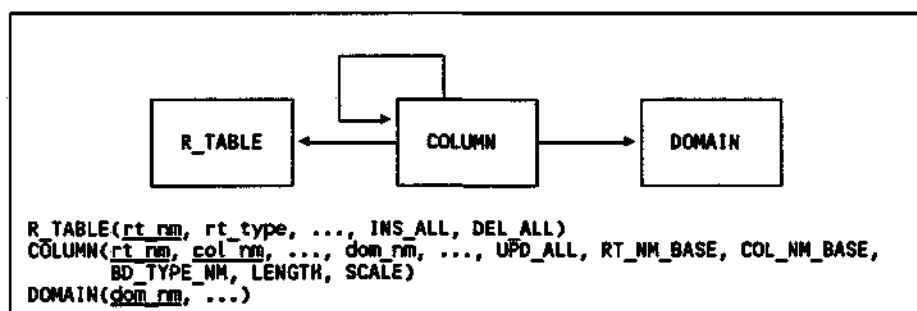 R_TABLE
COLUMN
DOMAIN
R_TABLE(rt_nm, rt_type, ..., INS_ALL, DEL_ALL)
COLUMN(rt_nm, col_nm, ..., dom_nm, ..., UPD_ALL, RT_NM_BASE, COL_NM_BASE,
BD_TYPE_NM, LENGTH, SCALE)
DOMAIN(dom_nm, ...)